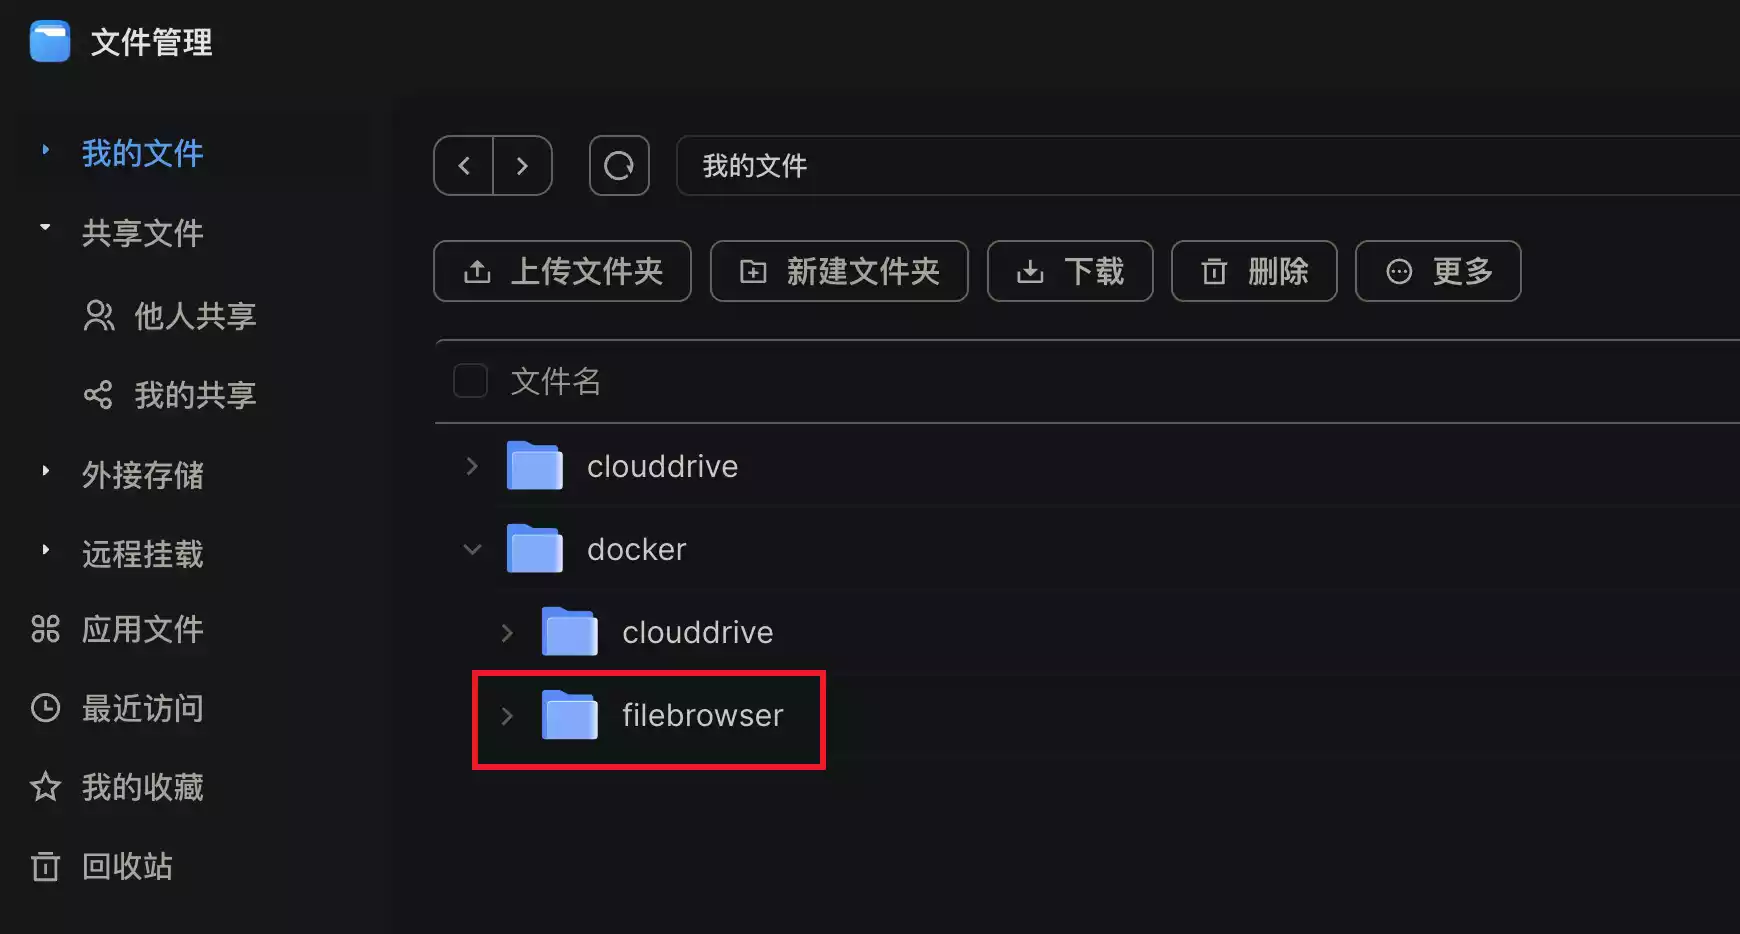 文件管理
我的文件
共享文件
他人共享
我的共享
外接存储
远程挂载
应用文件
最近访问
我的收藏
回收站
我的文件
上传文件夹
新建文件夹
下载
删除
更多
文件名
clouddrive
docker
clouddrive
filebrowser